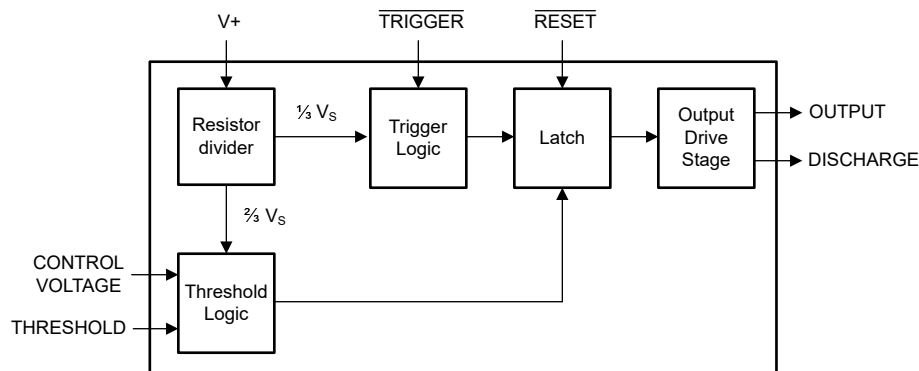 V+
TRIGGER
RESET
Resistor
divider
⅓ VS
Trigger
Logic
Latch
Output
Drive
Stage
OUTPUT
DISCHARGE
⅔ VS
CONTROL
VOLTAGE
THRESHOLD
Threshold
Logic